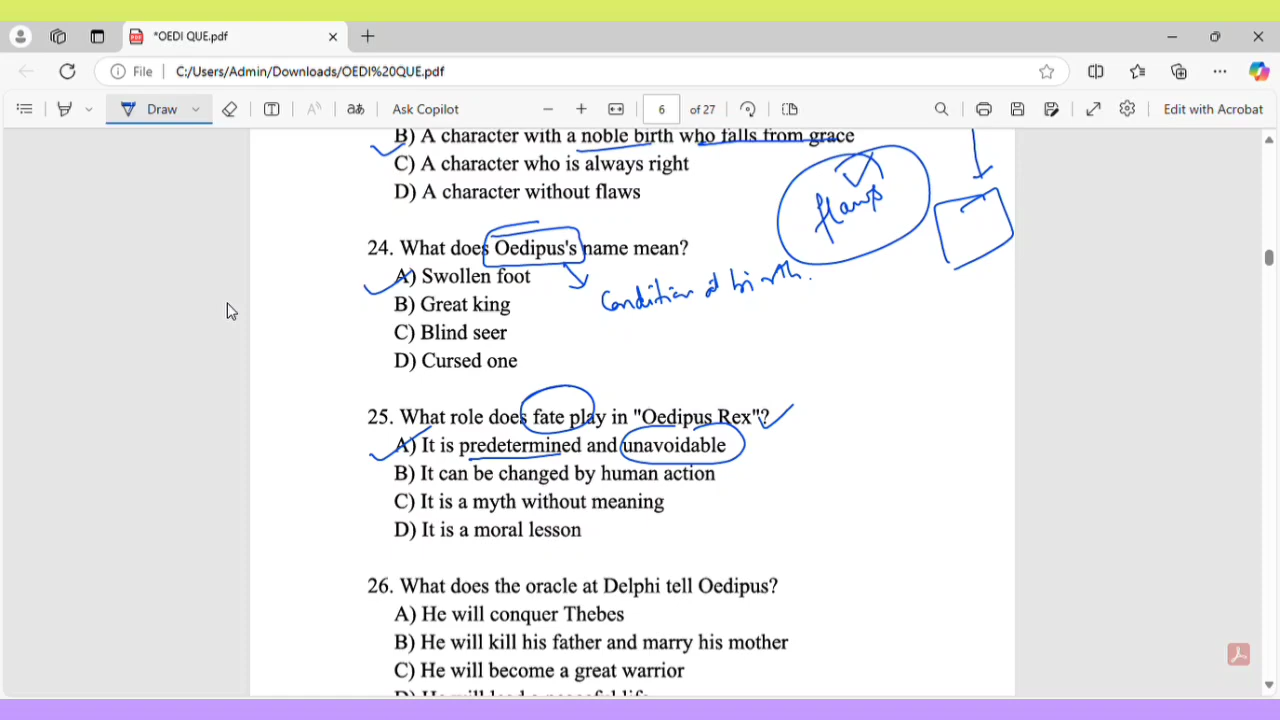 *OEDI QUE.pdf
File C:/Users/Admin/Downloads/OEDI%20QUE.pdf
Draw Ask Copilot 6 of 27 Edit with Acrobat
B) A character with a noble birth who falls from grace
C) A character who is always right
D) A character without flaws
flaws
24. What does Oedipus's name mean?
A) Swollen foot
Condition at birth.
B) Great king
C) Blind seer
D) Cursed one
25. What role does fate play in "Oedipus Rex"?
A) It is predetermined and unavoidable
B) It can be changed by human action
C) It is a myth without meaning
D) It is a moral lesson
26. What does the oracle at Delphi tell Oedipus?
A) He will conquer Thebes
B) He will kill his father and marry his mother
C) He will become a great warrior
D) He will lead a peaceful life